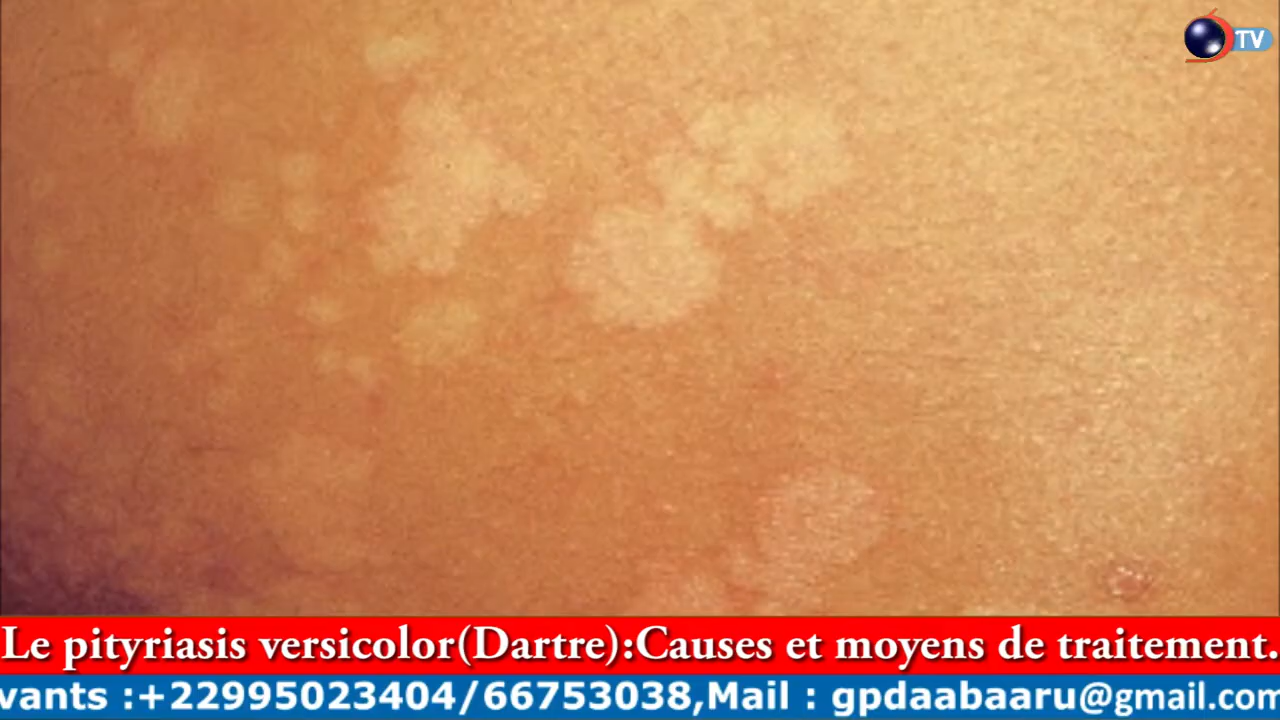 TV
Le pityriasis versicolor(Dartre):Causes et moyens de traitement.
vants :+22995023404/66753038,Mail : gpdaabaaru@gmail.com